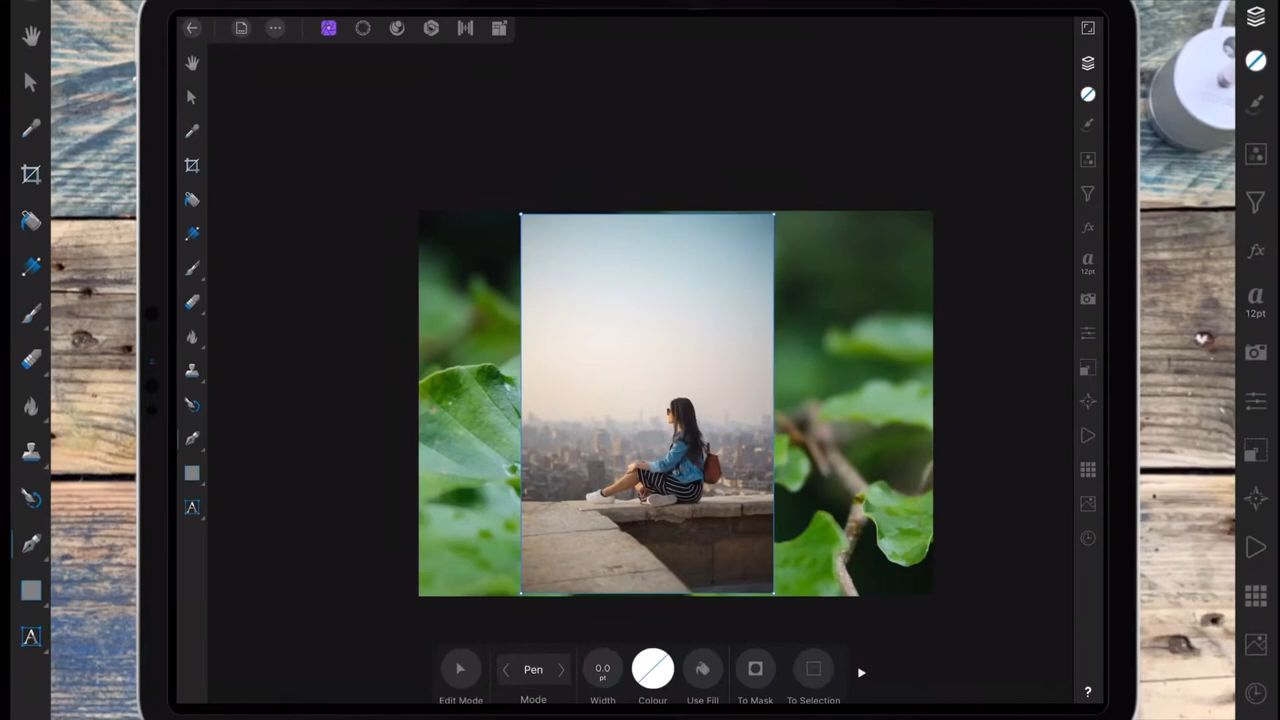 a
12pt
a
12pt
A
A
Pen
0.0
pt
Edit Mode
Mode
Width
Colour
Use Fill
To Mask
To Selection
?